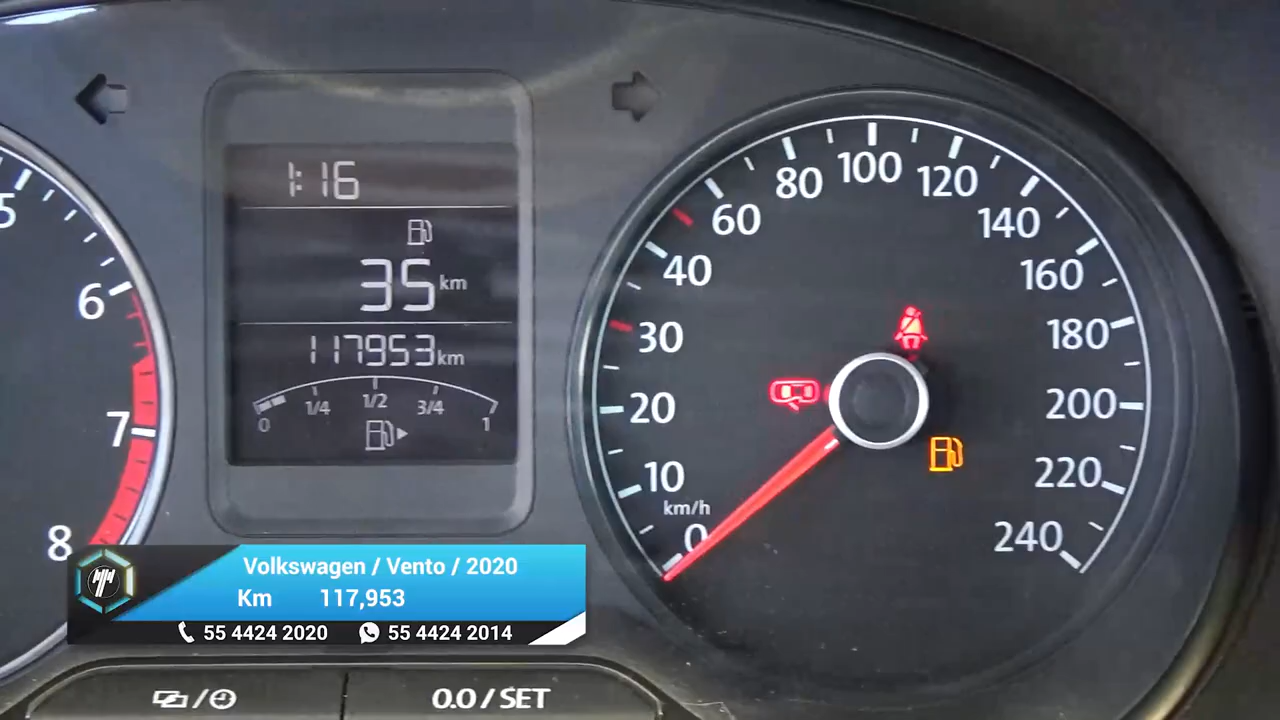 1:16
35 km
117953 km
0 1/4 1/2 3/4 1
5
6
7
8
0
10
20
30
40
60
80
100
120
140
160
180
200
220
240
km/h
Volkswagen / Vento / 2020
Km 117,953
55 4424 2020 55 4424 2014
0.0 / SET